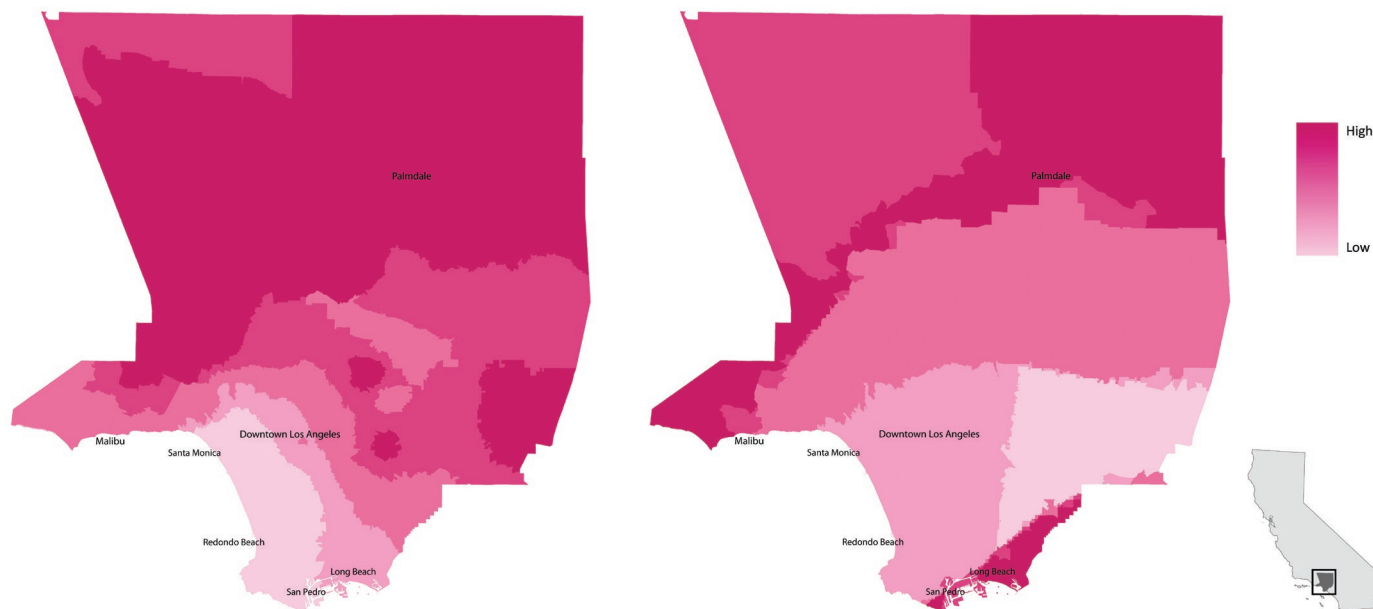 Palmdale
Malibu
Santa Monica
Downtown Los Angeles
Redondo Beach
Long Beach
San Pedro
Palmdale
Malibu
Santa Monica
Downtown Los Angeles
Redondo Beach
Long Beach
San Pedro
High
Low